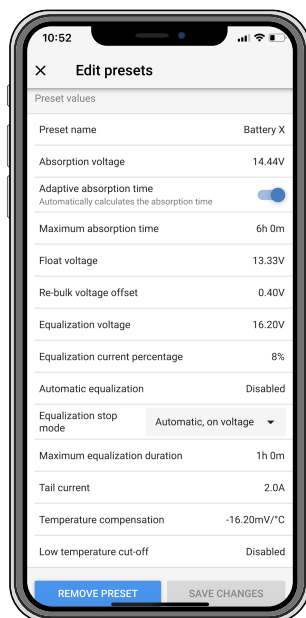 10:52
Edit presets
Preset values
Preset name Battery X
Absorption voltage 14.44V
Adaptive absorption time
Automatically calculates the absorption time
Maximum absorption time 6h 0m
Float voltage 13.33V
Re-bulk voltage offset 0.40V
Equalization voltage 16.20V
Equalization current percentage 8%
Automatic equalization Disabled
Equalization stop
mode Automatic, on voltage
Maximum equalization duration 1h 0m
Tail current 2.0A
Temperature compensation -16.20mV/°C
Low temperature cut-off Disabled
REMOVE PRESET SAVE CHANGES